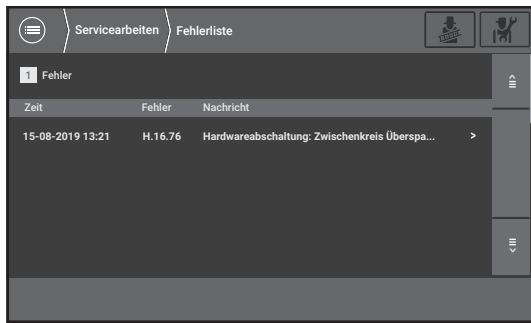 Servicearbeiten Fehlerliste
1 Fehler
Zeit Fehler Nachricht
15-08-2019 13:21 H.16.76 Hardwareabschaltung: Zwischenkreis Überspa... >